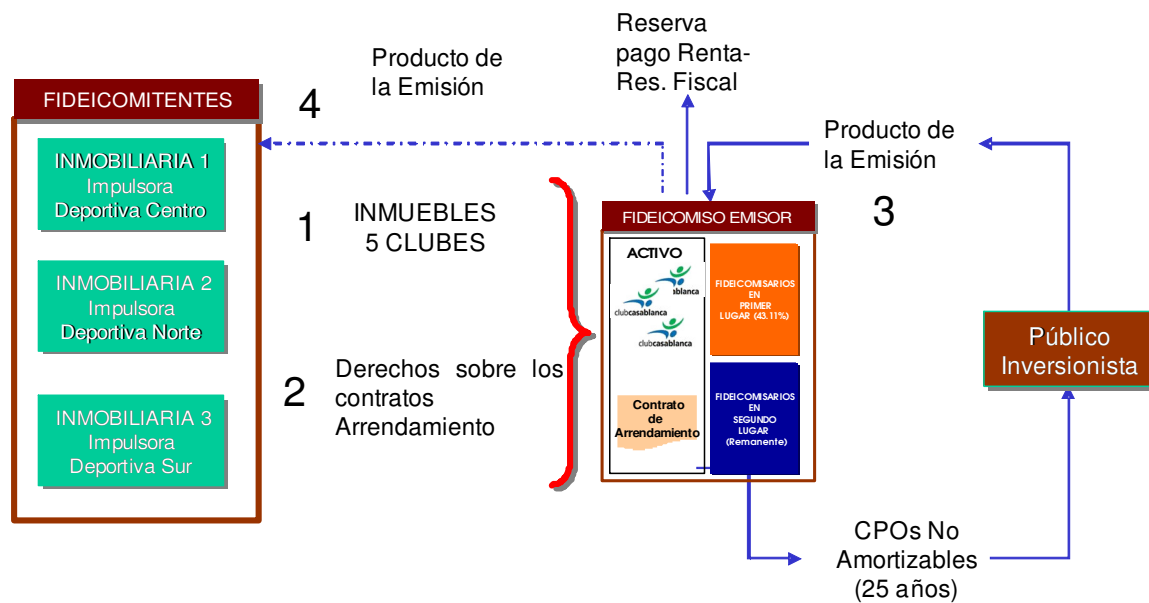 FIDEICOMITENTES
INMOBILIARIA 1
Impulsora
Deportiva Centro
INMOBILIARIA 2
Impulsora
Deportiva Norte
INMOBILIARIA 3
Impulsora
Deportiva Sur
4
Producto de
la Emisión
Reserva
pago Renta-
Res. Fiscal
1
INMUEBLES
5 CLUBES
2
Derechos sobre los
contratos
Arrendamiento
Producto de
la Emisión
3
FIDEICOMISO EMISOR
ACTIVO
ablanca
clubcasablanca
clubcasablanca
Contrato
de
Arrendamiento
FIDEICOMISARIOS
EN
PRIMER
LUGAR (43.11%)
FIDEICOMISARIOS
EN
SEGUNDO
LUGAR
(Remanente)
Público
Inversionista
CPOs No
Amortizables
(25 años)